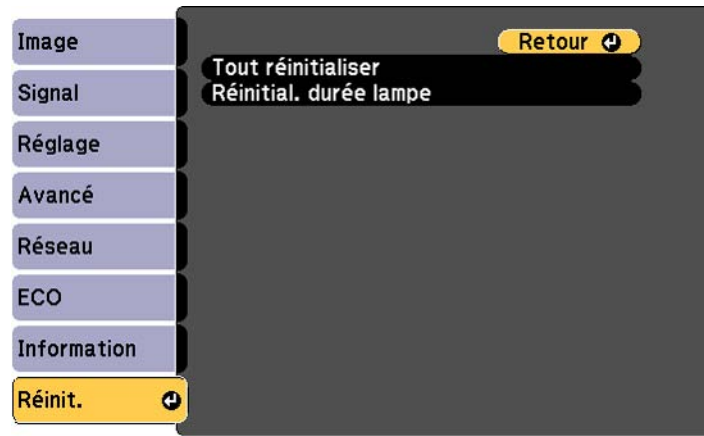 Image
Signal
Réglage
Avancé
Réseau
ECO
Information
Réinit.
Retour
Tout réinitialiser
Réinitial. durée lampe